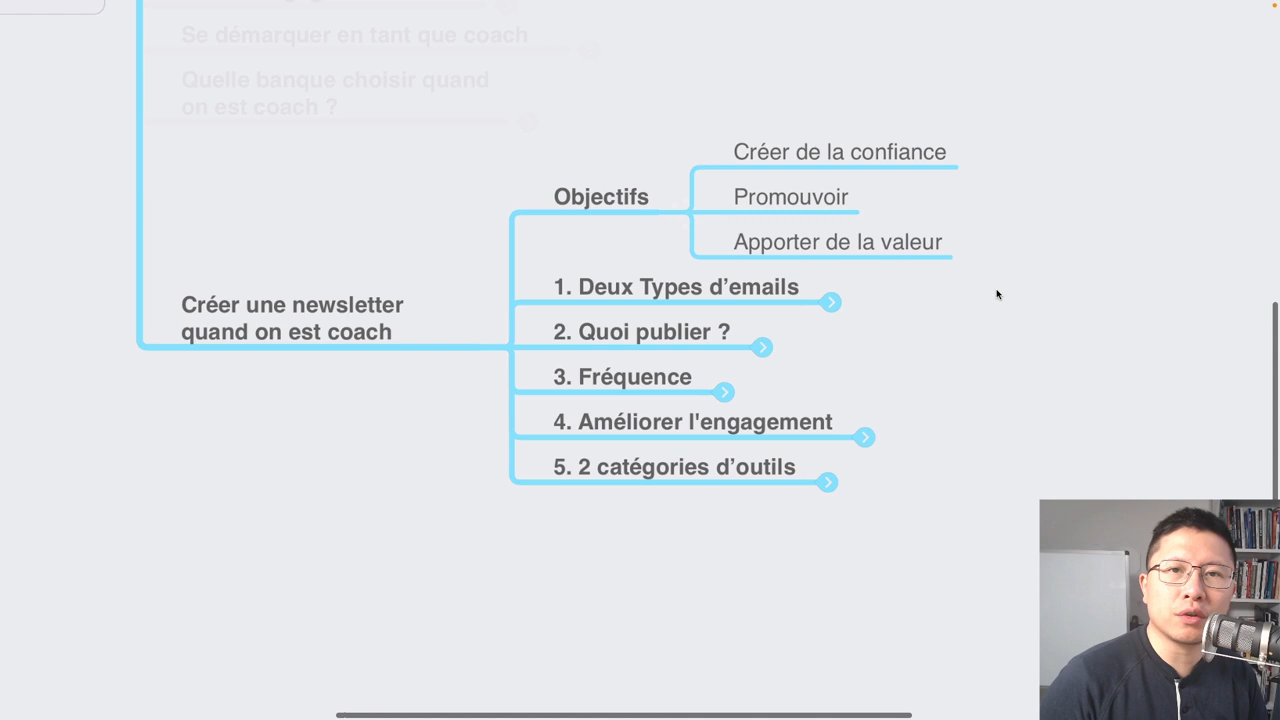 Se démarquer en tant que coach
Quelle banque choisir quand
on est coach ?
Créer de la confiance
Objectifs
Promouvoir
Apporter de la valeur
1. Deux Types d’emails
Créer une newsletter
quand on est coach
2. Quoi publier ?
3. Fréquence
4. Améliorer l'engagement
5. 2 catégories d’outils